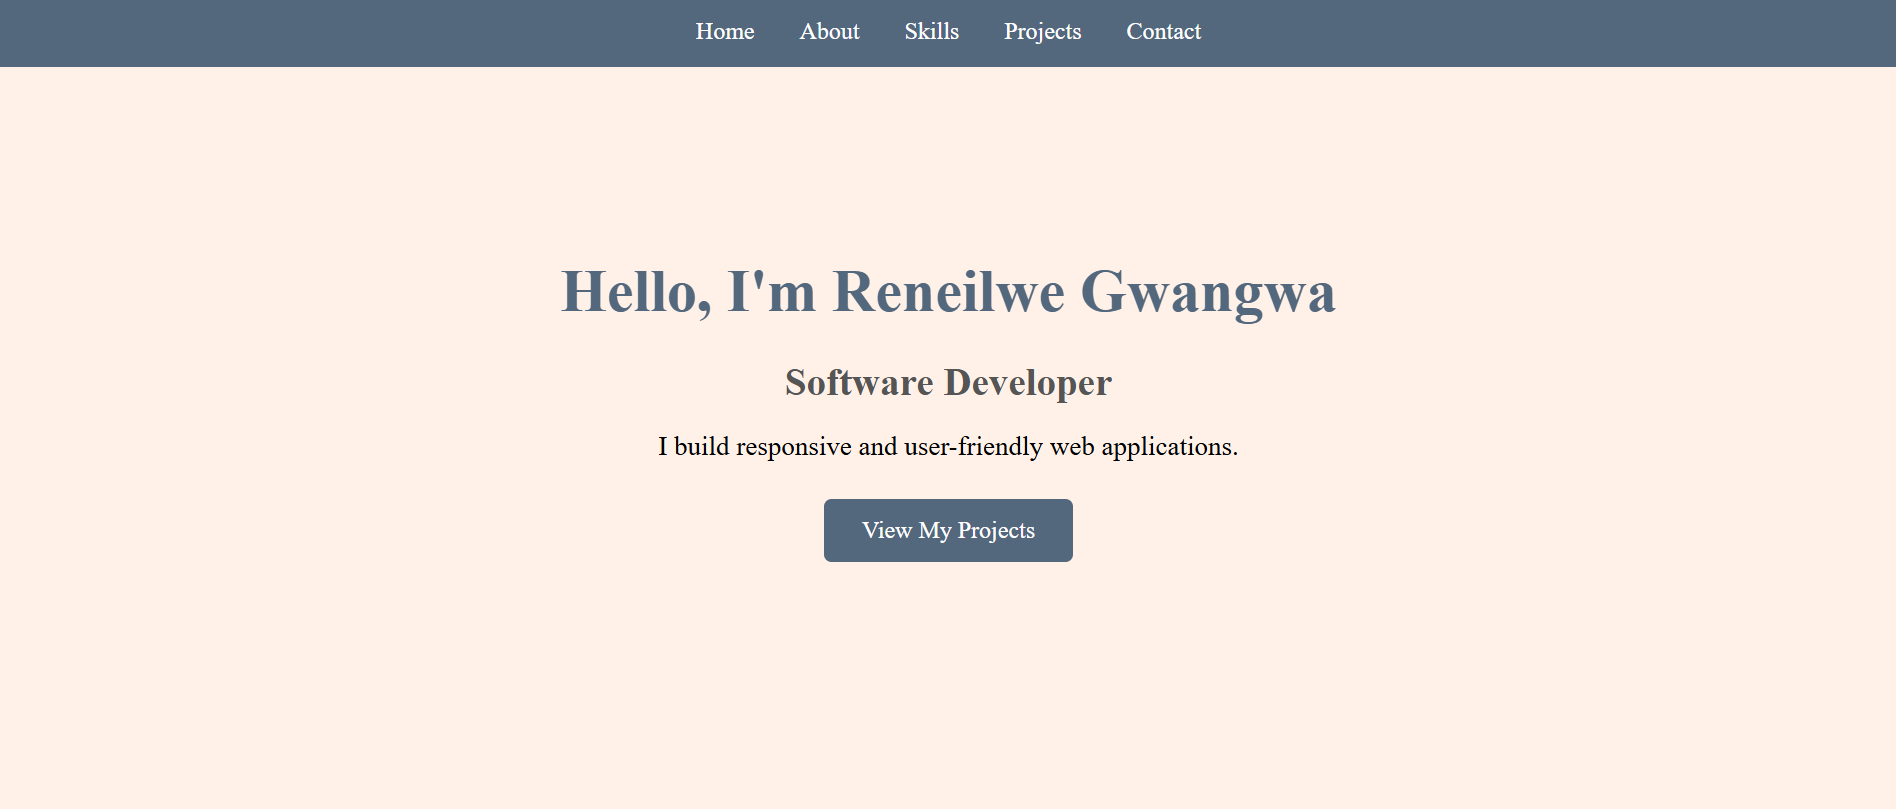 Home About Skills Projects Contact
Hello, I'm Reneilwe Gwangwa
Software Developer
I build responsive and user-friendly web applications.
View My Projects